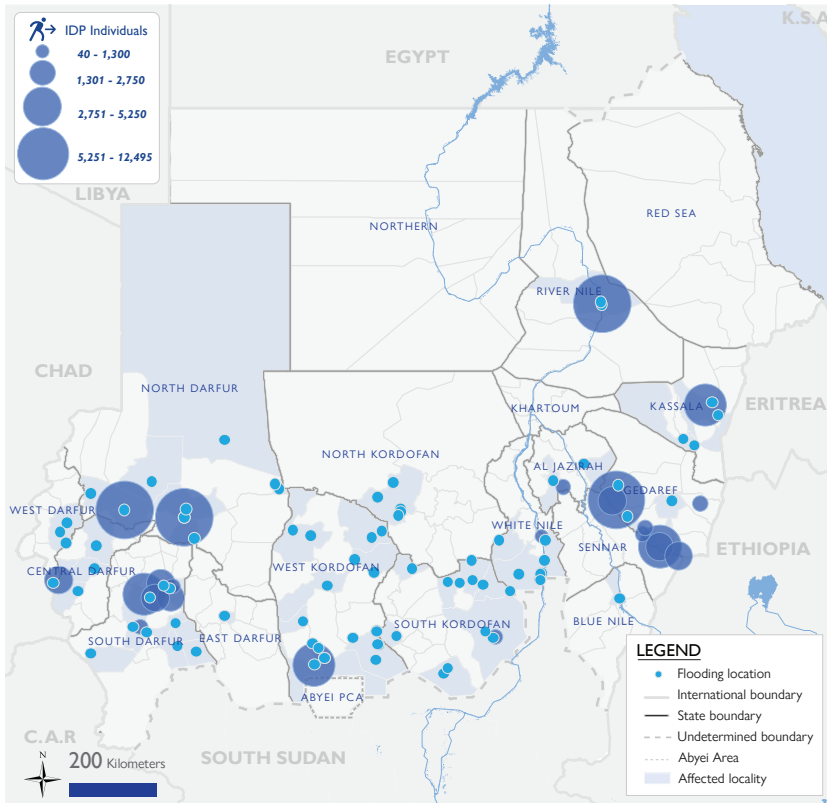 K.S.A
IDP Individuals
40 - 1,300
1,301 - 2,750
2,751 - 5,250
5,251 - 12,495
EGYPT
LIBYA
RED SEA
NORTHERN
RIVER NILE
CHAD
NORTH DARFUR
KHARTOUM
KASSALA
ERITREA
NORTH KORDOFAN
AL JAZIRAH
GEDAREF
WEST DARFUR
WHITE NILE
SENNAR
ETHIOPIA
CENTRAL DARFUR
WEST KORDOFAN
SOUTH KORDOFAN
BLUE NILE
SOUTH DARFUR
EAST DARFUR
ABYEI PCA
C.A.R
SOUTH SUDAN
N
200 Kilometers
LEGEND
Flooding location
International boundary
State boundary
Undetermined boundary
Abyei Area
Affected locality